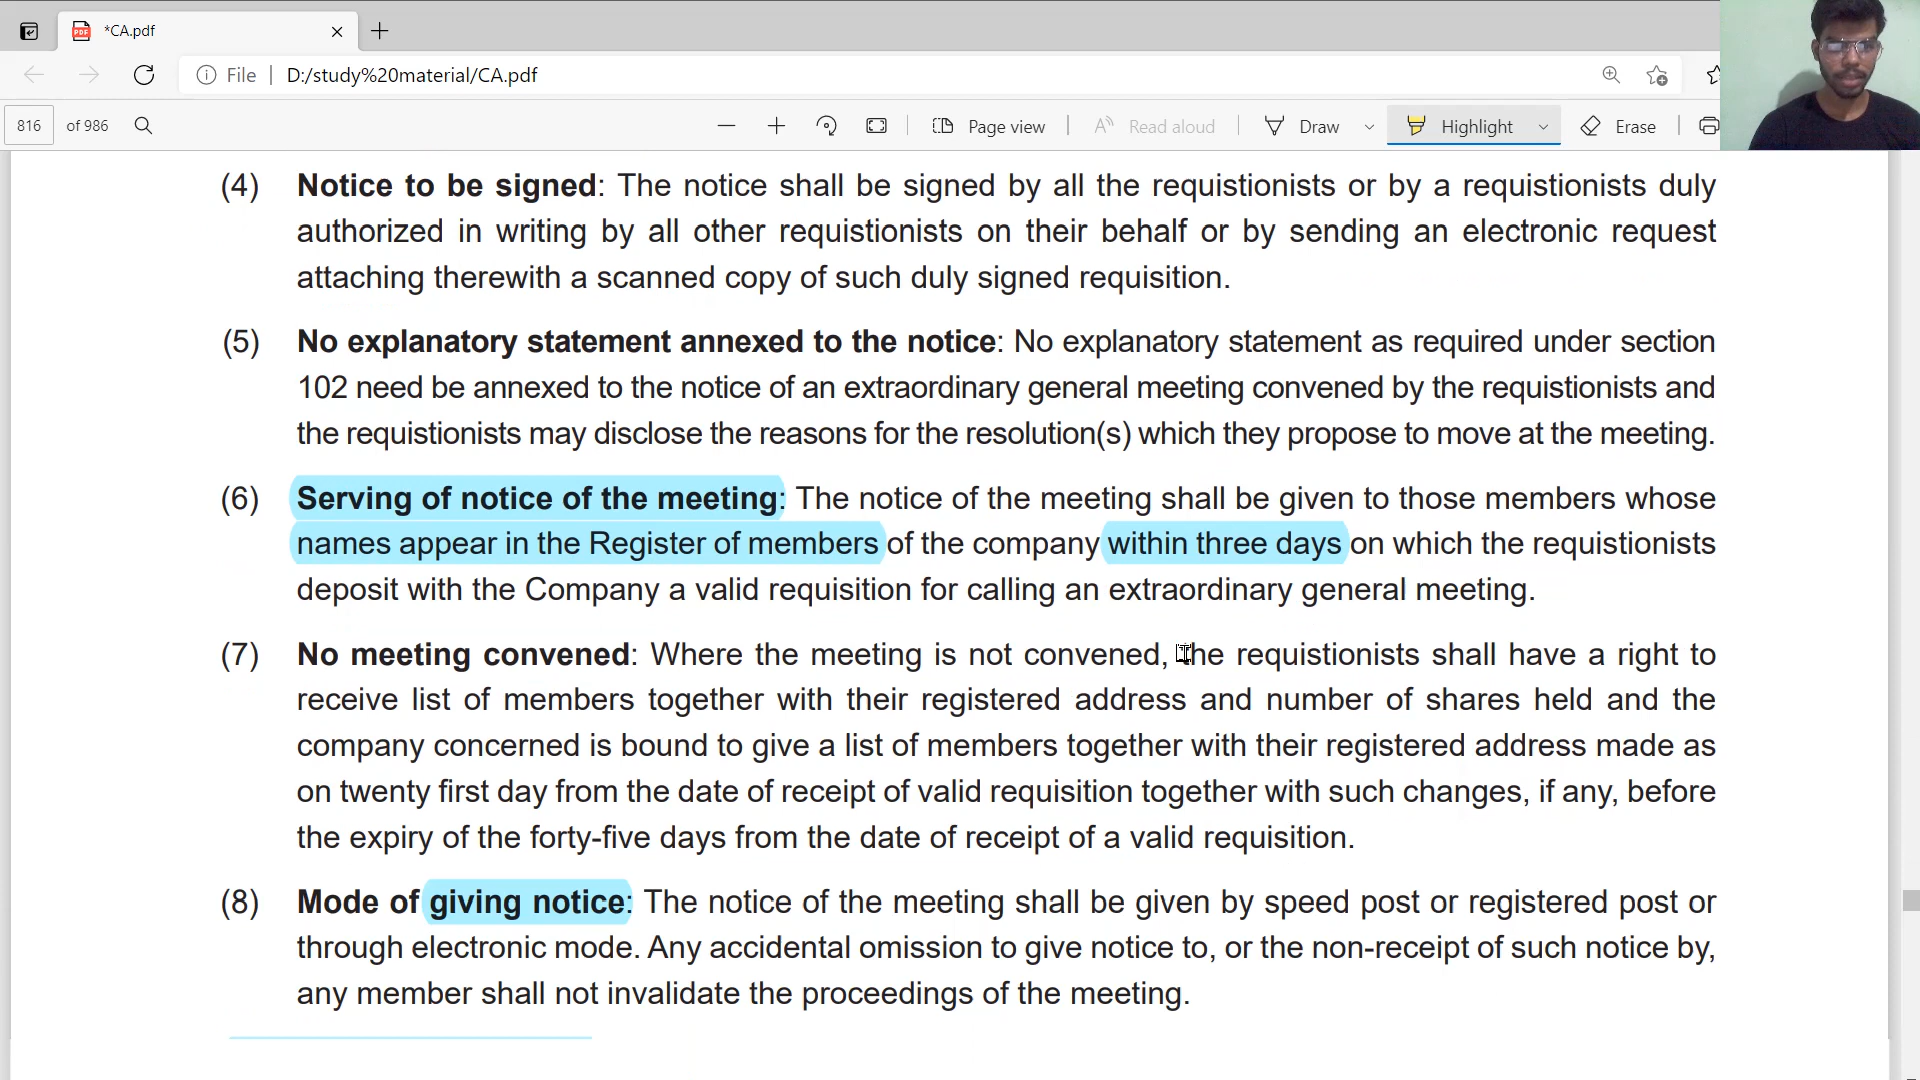 *CA.pdf
File
D:/study%20material/CA.pdf
816 of 986
Page view
Read aloud
Draw
Highlight
Erase
(4) Notice to be signed: The notice shall be signed by all the requistionists or by a requistionists duly
authorized in writing by all other requistionists on their behalf or by sending an electronic request
attaching therewith a scanned copy of such duly signed requisition.
(5) No explanatory statement annexed to the notice: No explanatory statement as required under section
102 need be annexed to the notice of an extraordinary general meeting convened by the requistionists and
the requistionists may disclose the reasons for the resolution(s) which they propose to move at the meeting.
(6) Serving of notice of the meeting: The notice of the meeting shall be given to those members whose
names appear in the Register of members of the company within three days on which the requistionists
deposit with the Company a valid requisition for calling an extraordinary general meeting.
(7) No meeting convened: Where the meeting is not convened, the requistionists shall have a right to
receive list of members together with their registered address and number of shares held and the
company concerned is bound to give a list of members together with their registered address made as
on twenty first day from the date of receipt of valid requisition together with such changes, if any, before
the expiry of the forty-five days from the date of receipt of a valid requisition.
(8) Mode of giving notice: The notice of the meeting shall be given by speed post or registered post or
through electronic mode. Any accidental omission to give notice to, or the non-receipt of such notice by,
any member shall not invalidate the proceedings of the meeting.